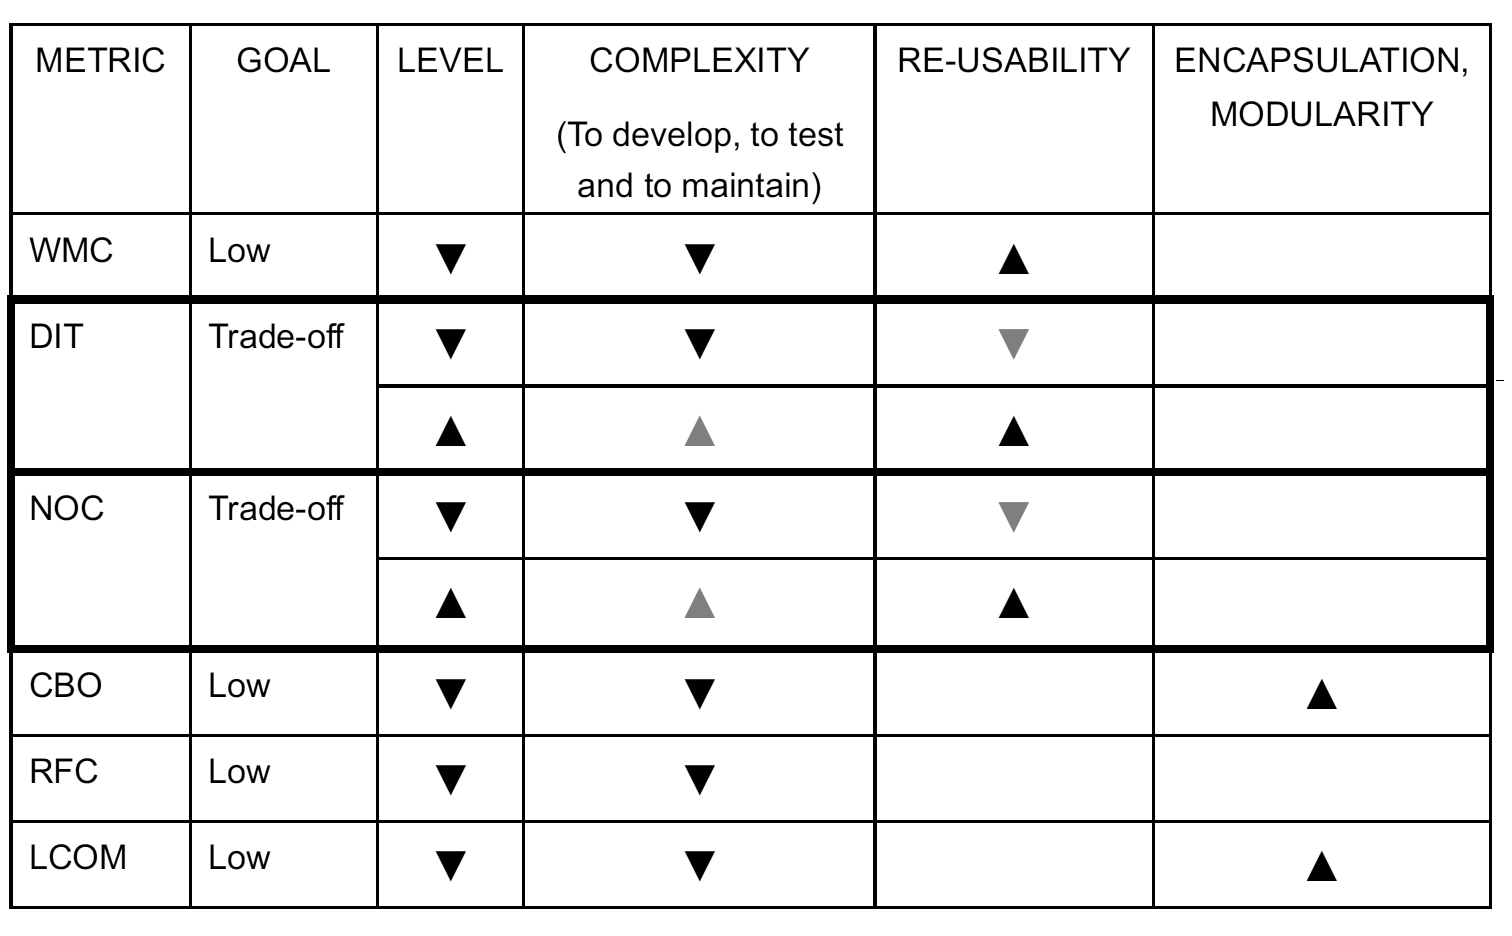 METRIC GOAL LEVEL COMPLEXITY RE-USABILITY ENCAPSULATION,
MODULARITY
(To develop, to test
and to maintain)
WMC Low ▼ ▼ ▲
DIT Trade-off ▼ ▼ ▼
▲ ▲ ▲
NOC Trade-off ▼ ▼ ▼
▲ ▲ ▲
CBO Low ▼ ▼ ▲
RFC Low ▼ ▼
LCOM Low ▼ ▼ ▲